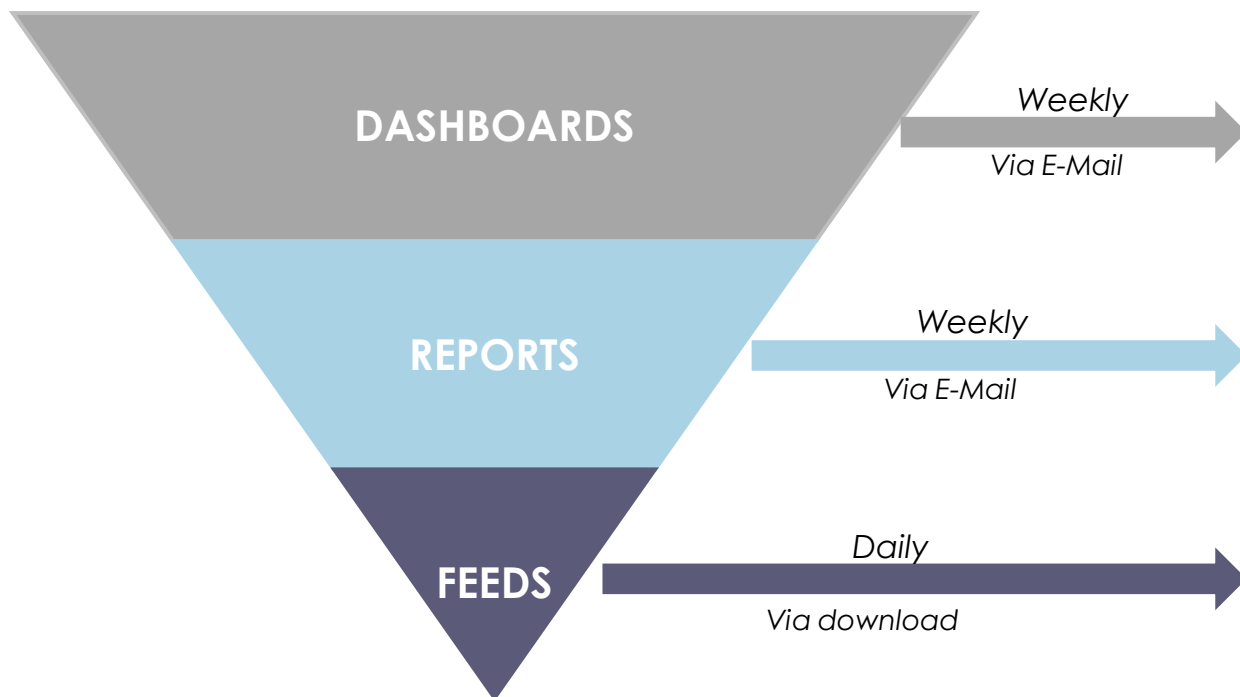 DASHBOARDS
Weekly
Via E-Mail
REPORTS
Weekly
Via E-Mail
FEEDS
Daily
Via download